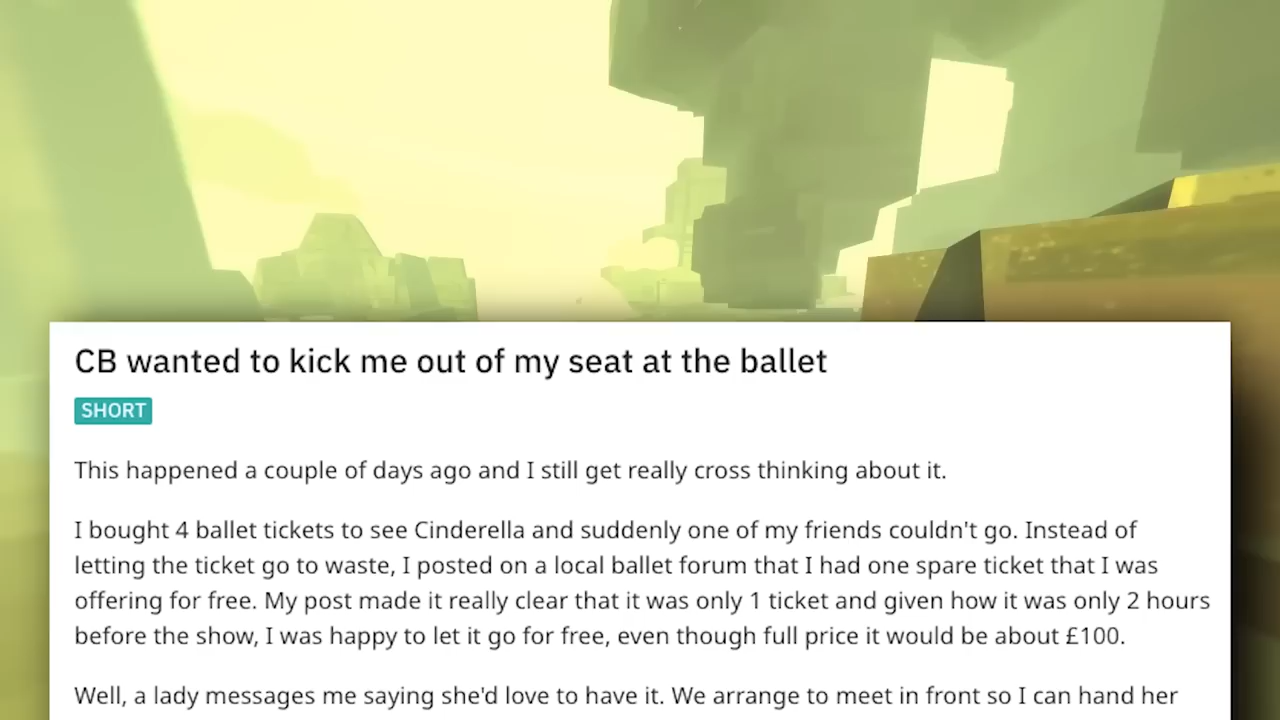 CB wanted to kick me out of my seat at the ballet
SHORT
This happened a couple of days ago and I still get really cross thinking about it.
I bought 4 ballet tickets to see Cinderella and suddenly one of my friends couldn't go. Instead of
letting the ticket go to waste, I posted on a local ballet forum that I had one spare ticket that I was
offering for free. My post made it really clear that it was only 1 ticket and given how it was only 2 hours
before the show, I was happy to let it go for free, even though full price it would be about £100.
Well, a lady messages me saying she'd love to have it. We arrange to meet in front so I can hand her